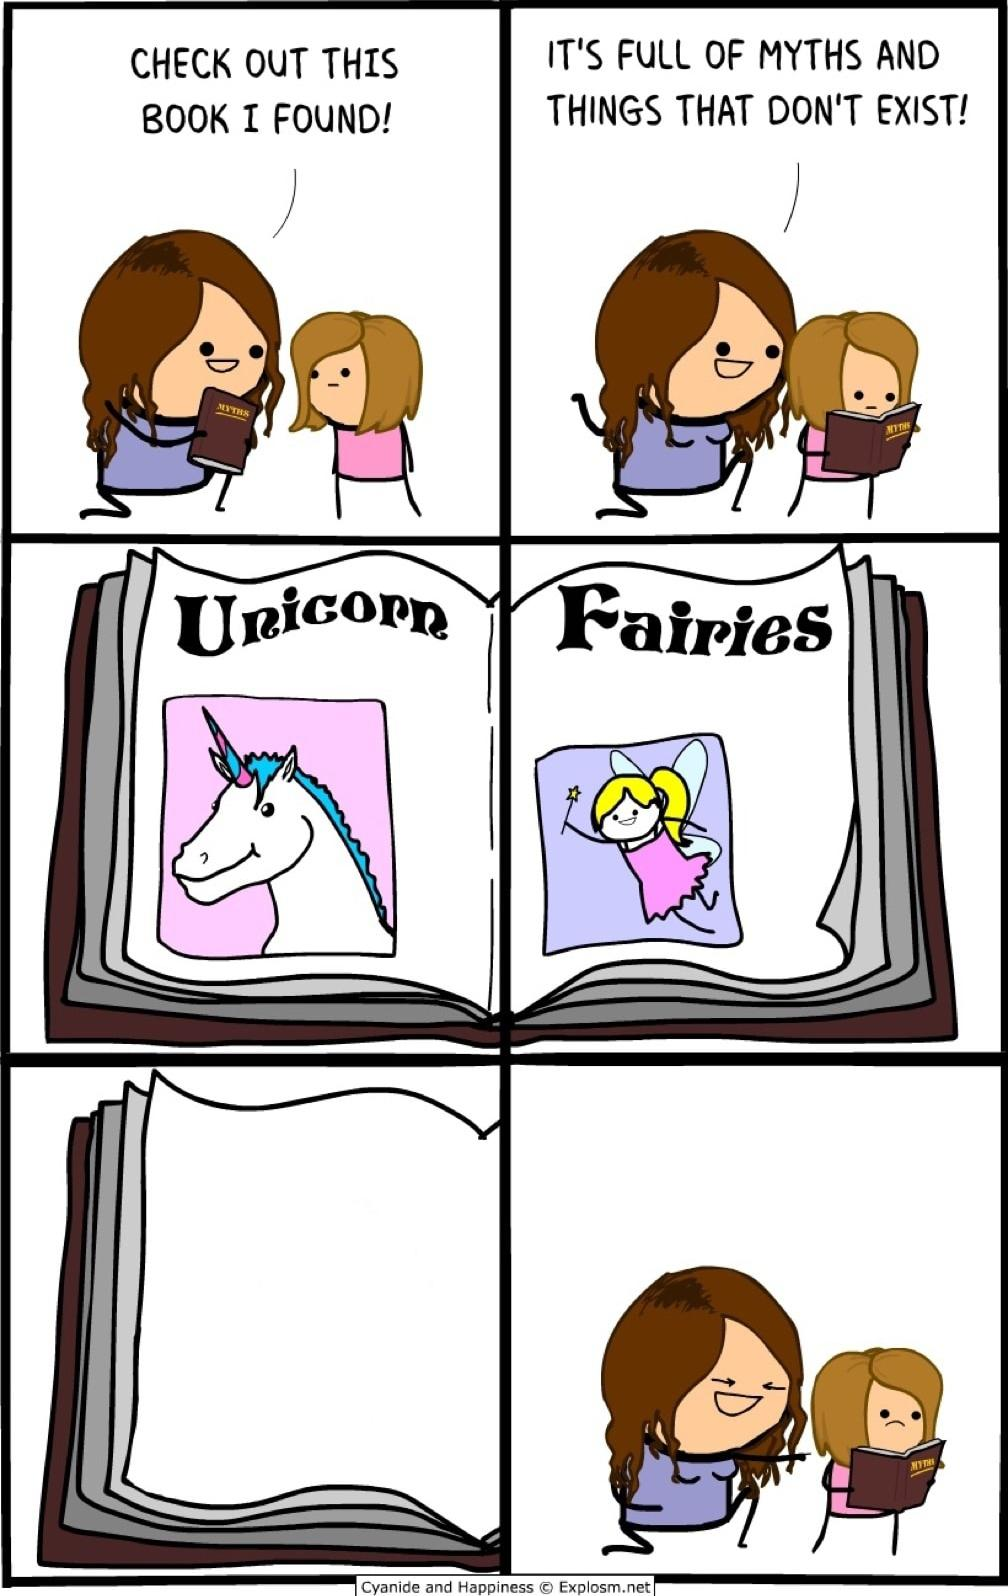 CHECK OUT THIS
BOOK I FOUND!
MYTHS
IT'S FULL OF MYTHS AND
THINGS THAT DON'T EXIST!
MYTHS
Unicorn
Fairies
MYTHS
Cyanide and Happiness © Explosm.net